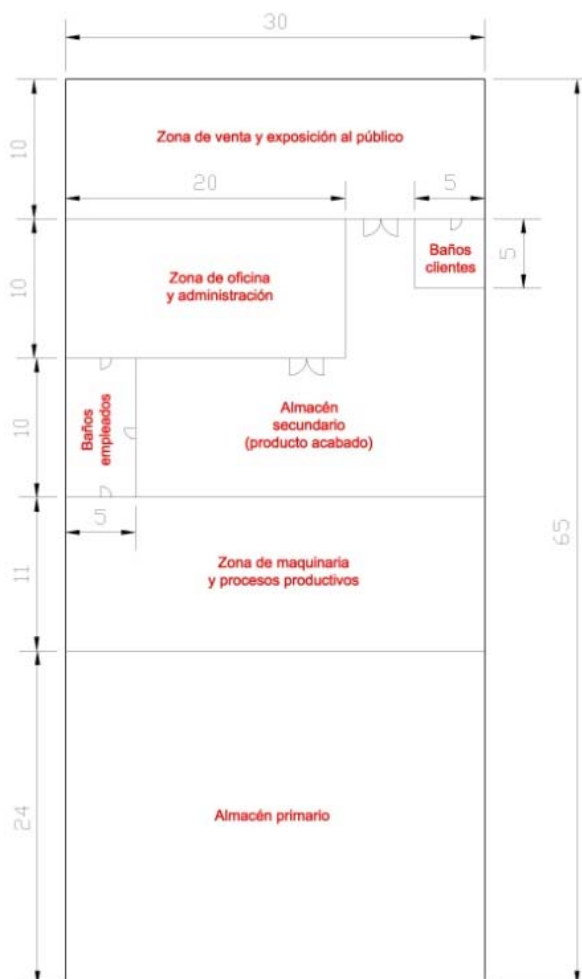 30
10
Zona de venta y exposición al público
20
5
10
Zona de oficina
y administración
Baños
clientes
5
10
Baños
empleados
Almacén
secundario
(producto acabado)
5
65
11
Zona de maquinaria
y procesos productivos
24
Almacén primario